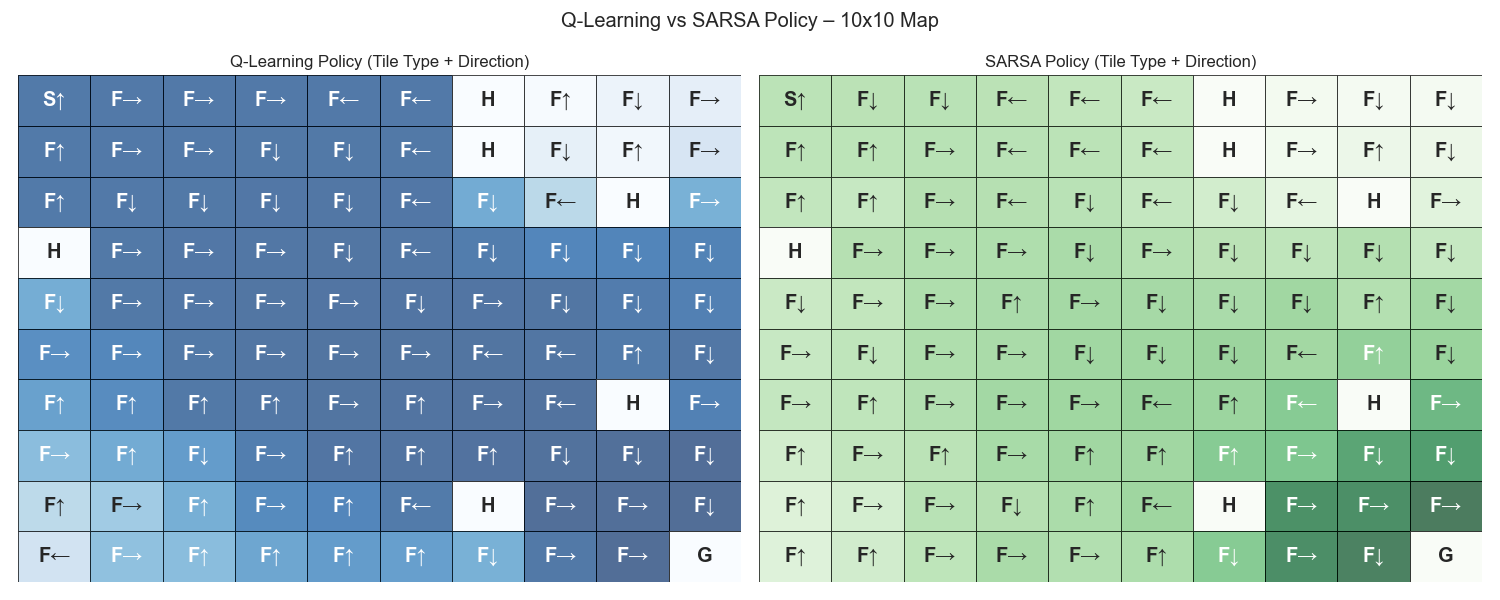 Q-Learning vs SARSA Policy – 10x10 Map
Q-Learning Policy (Tile Type + Direction)
S↑ F→ F→ F→ F← F← H F↑ F↓ F→
F↑ F→ F→ F↓ F↓ F← H F↓ F↑ F→
F↑ F↓ F↓ F↓ F↓ F← F↓ F← H F→
H F→ F→ F→ F↓ F← F↓ F↓ F↓ F↓
F↓ F→ F→ F→ F→ F↓ F→ F↓ F↓ F↓
F→ F→ F→ F→ F→ F→ F← F← F↑ F↓
F↑ F↑ F↑ F↑ F→ F↑ F→ F← H F→
F→ F↑ F↓ F→ F↑ F↑ F↑ F↓ F↓ F↓
F↑ F→ F↑ F→ F↑ F← H F→ F→ F↓
F← F→ F↑ F↑ F↑ F↑ F↓ F→ F→ G
SARSA Policy (Tile Type + Direction)
S↑ F↓ F↓ F← F← F← H F→ F↓ F↓
F↑ F↑ F→ F← F← F← H F→ F↑ F↓
F↑ F↑ F→ F← F↓ F← F↓ F← H F→
H F→ F→ F→ F↓ F→ F↓ F↓ F↓ F↓
F↓ F→ F→ F↑ F→ F↓ F↓ F↓ F↑ F↓
F→ F↓ F→ F→ F↓ F↓ F↓ F← F↑ F↓
F→ F↑ F→ F→ F→ F← F↑ F← H F→
F↑ F→ F↑ F→ F↑ F↑ F↑ F→ F↓ F↓
F↑ F→ F→ F↓ F↑ F← H F→ F→ F→
F↑ F↑ F→ F→ F→ F↑ F↓ F→ F↓ G